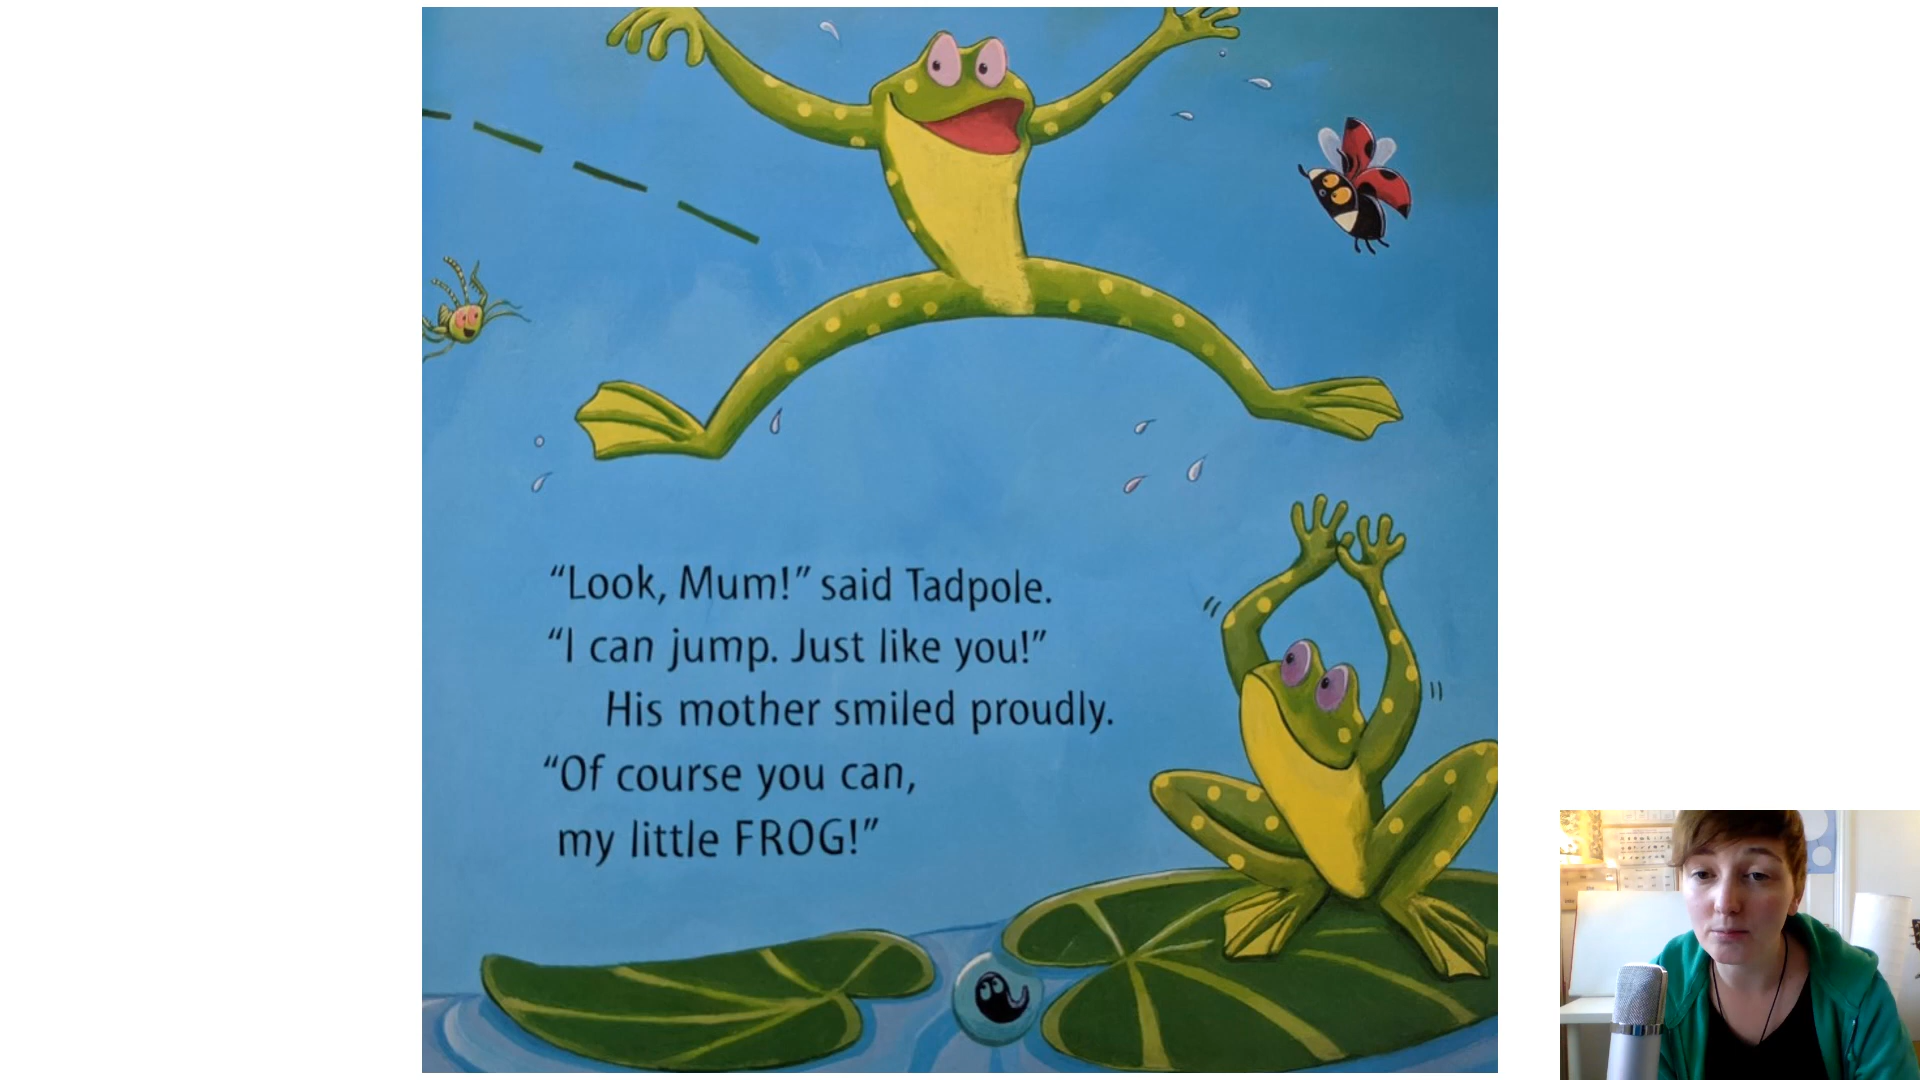 “Look, Mum!” said Tadpole.
“I can jump. Just like you!”
His mother smiled proudly.
“Of course you can,
my little FROG!”